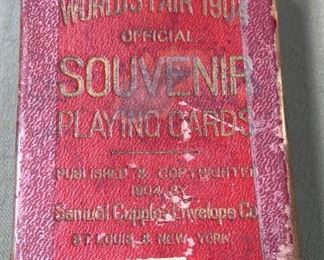 WORLD'S FAIR 1904
OFFICIAL
SOUVENIR
PLAYING CARDS
PUBLISHED & COPYRIGHTED
1904 BY
Samuel Cupples Envelope Co
ST. LOUIS & NEW YORK.